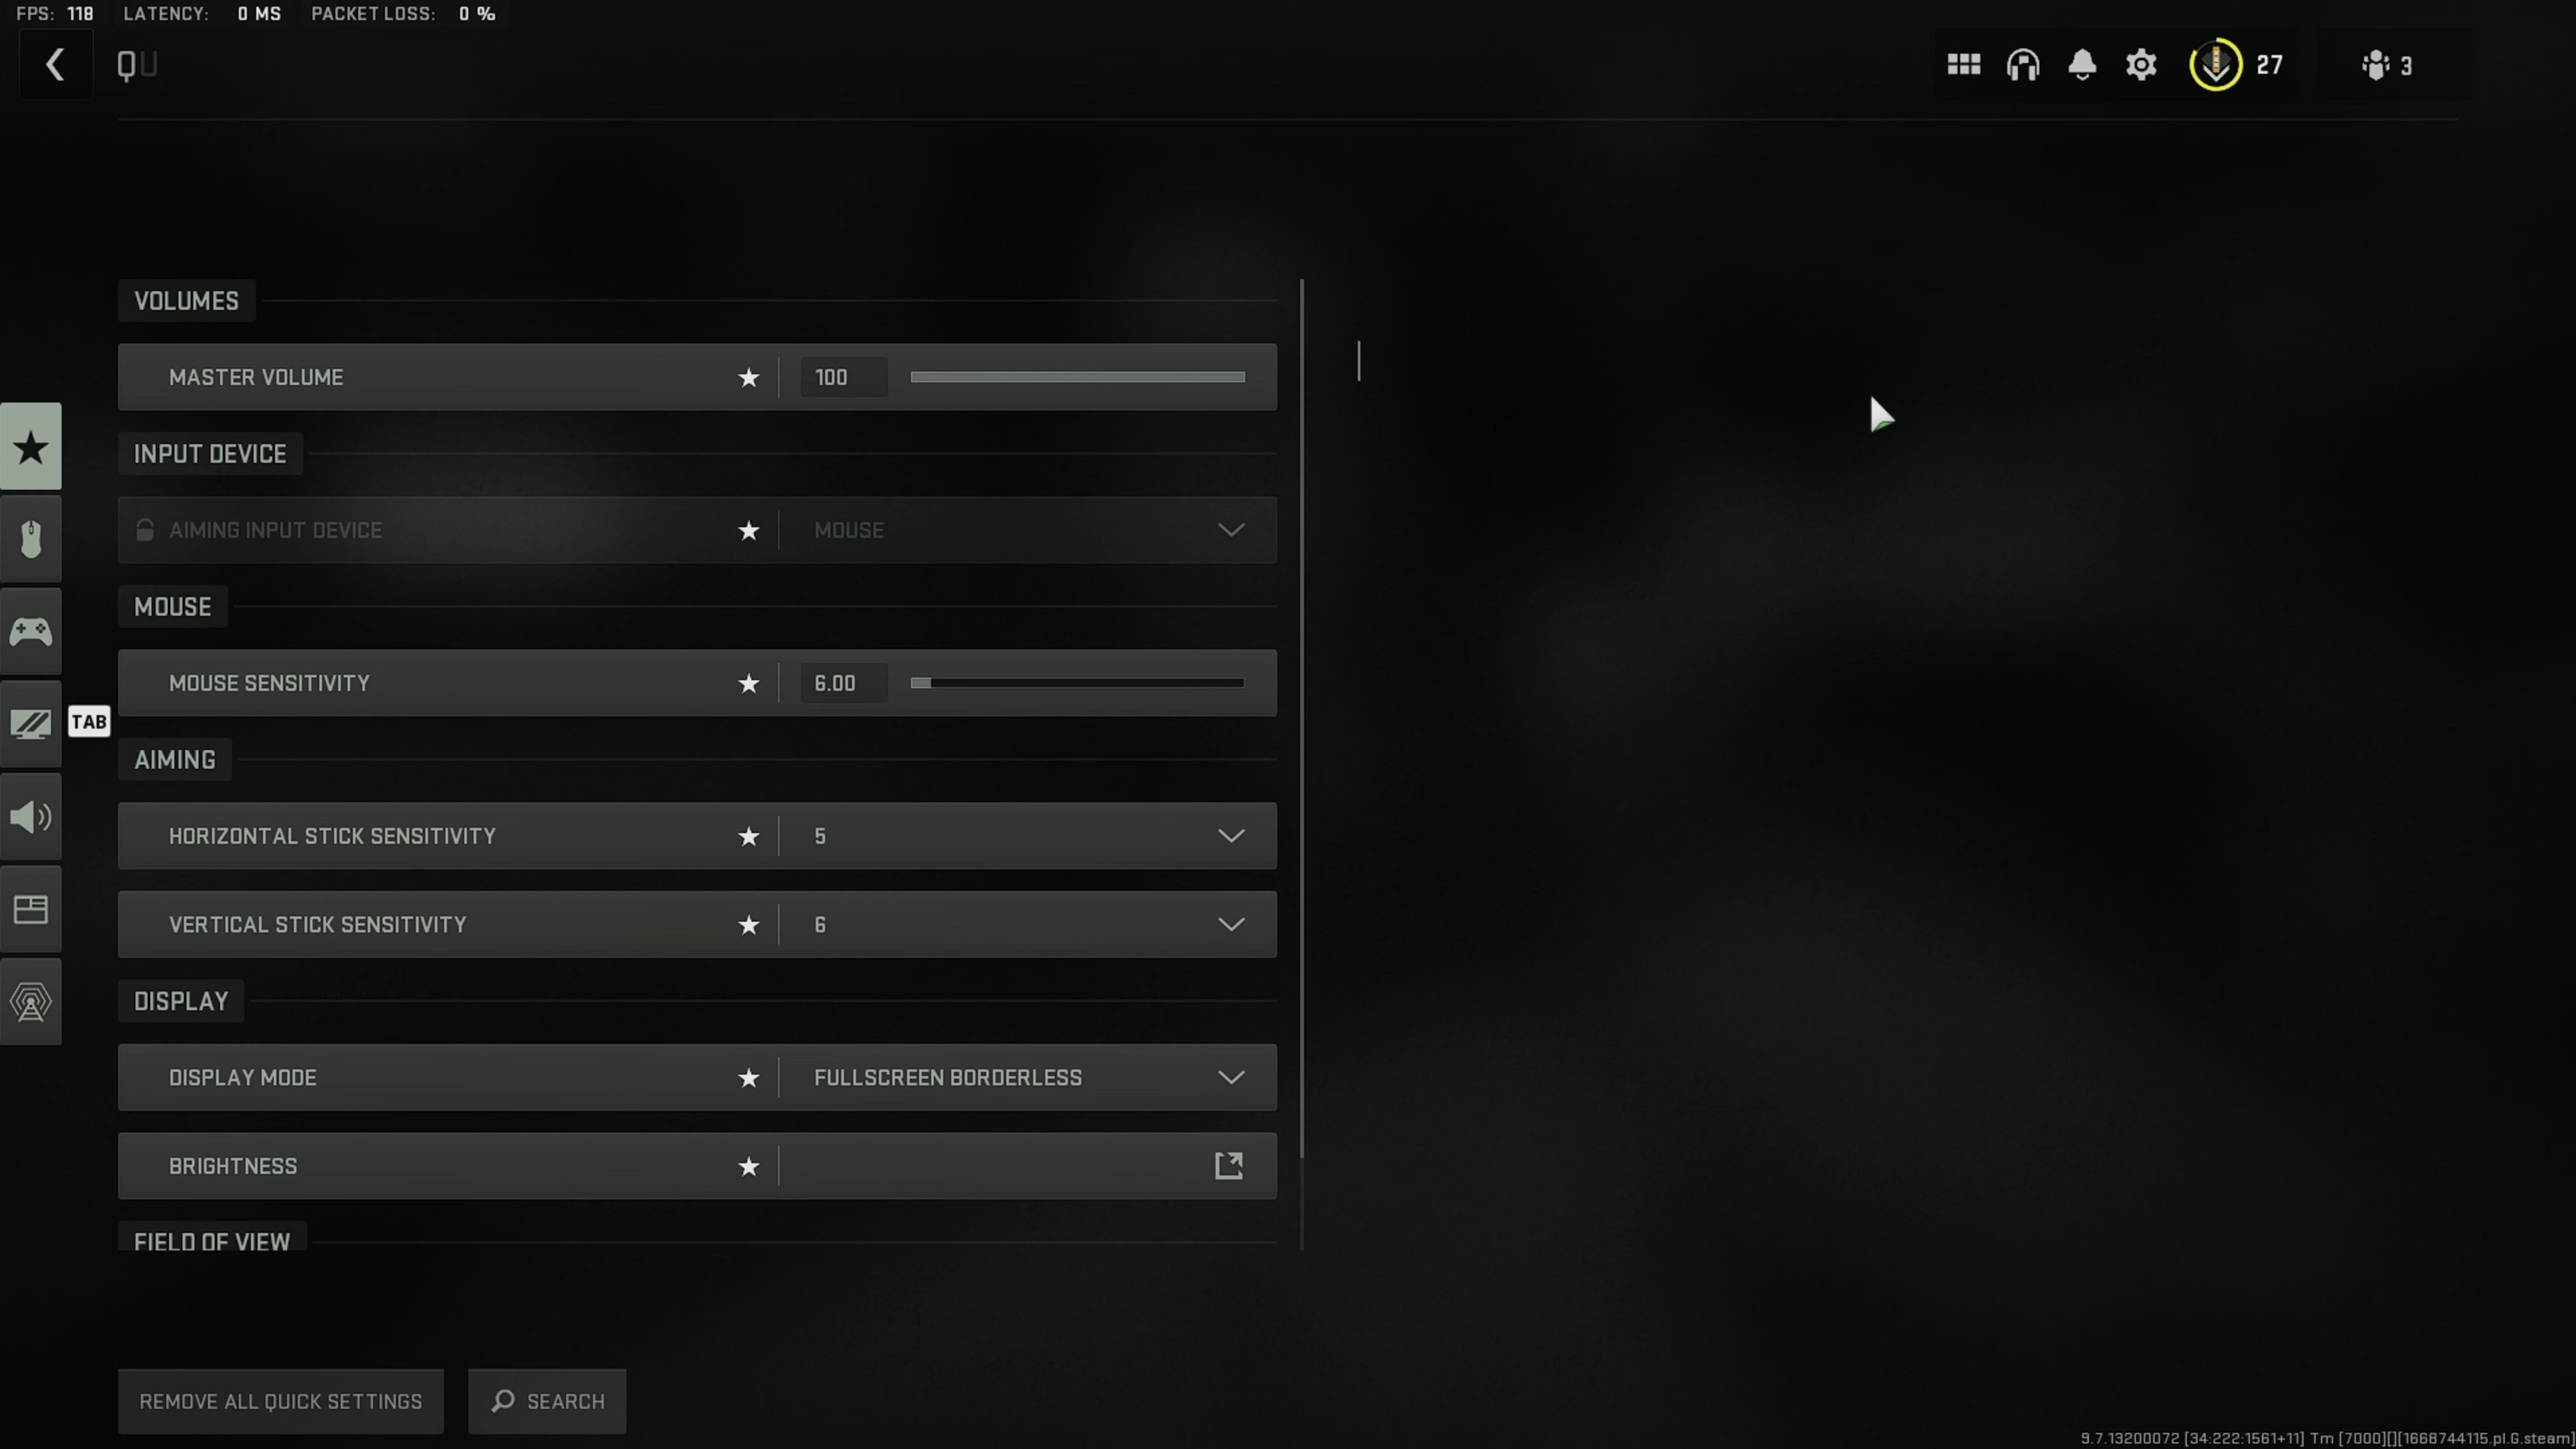 FPS: 118 LATENCY: 0 MS PACKET LOSS: 0 %
QU
27
3
VOLUMES
MASTER VOLUME 100
INPUT DEVICE
AIMING INPUT DEVICE MOUSE
MOUSE
MOUSE SENSITIVITY 6.00
TAB
AIMING
HORIZONTAL STICK SENSITIVITY 5
VERTICAL STICK SENSITIVITY 6
DISPLAY
DISPLAY MODE FULLSCREEN BORDERLESS
BRIGHTNESS
FIELD OF VIEW
REMOVE ALL QUICK SETTINGS SEARCH
9.7.13200072 [34:222:1561+11] Tm [7000][][1668744115.pl.G.steam]